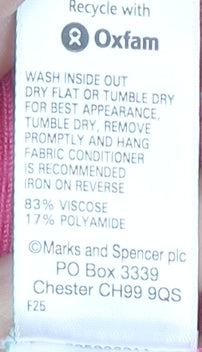 Recycle with
Oxfam
WASH INSIDE OUT
DRY FLAT OR TUMBLE DRY
FOR BEST APPEARANCE,
TUMBLE DRY, REMOVE
PROMPTLY AND HANG
FABRIC CONDITIONER
IS RECOMMENDED
IRON ON REVERSE
83% VISCOSE
17% POLYAMIDE
©Marks and Spencer plc
PO Box 3339
Chester CH99 9QS
F25